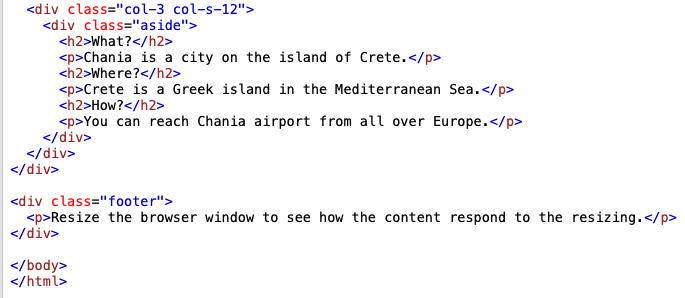 <div class="col-3 col-s-12">
<div class="aside">
<h2>What?</h2>
<p>Chania is a city on the island of Crete.</p>
<h2>Where?</h2>
<p>Crete is a Greek island in the Mediterranean Sea.</p>
<h2>How?</h2>
<p>You can reach Chania airport from all over Europe.</p>
</div>
</div>
</div>
<div class="footer">
<p>Resize the browser window to see how the content respond to the resizing.</p>
</div>
</body>
</html>